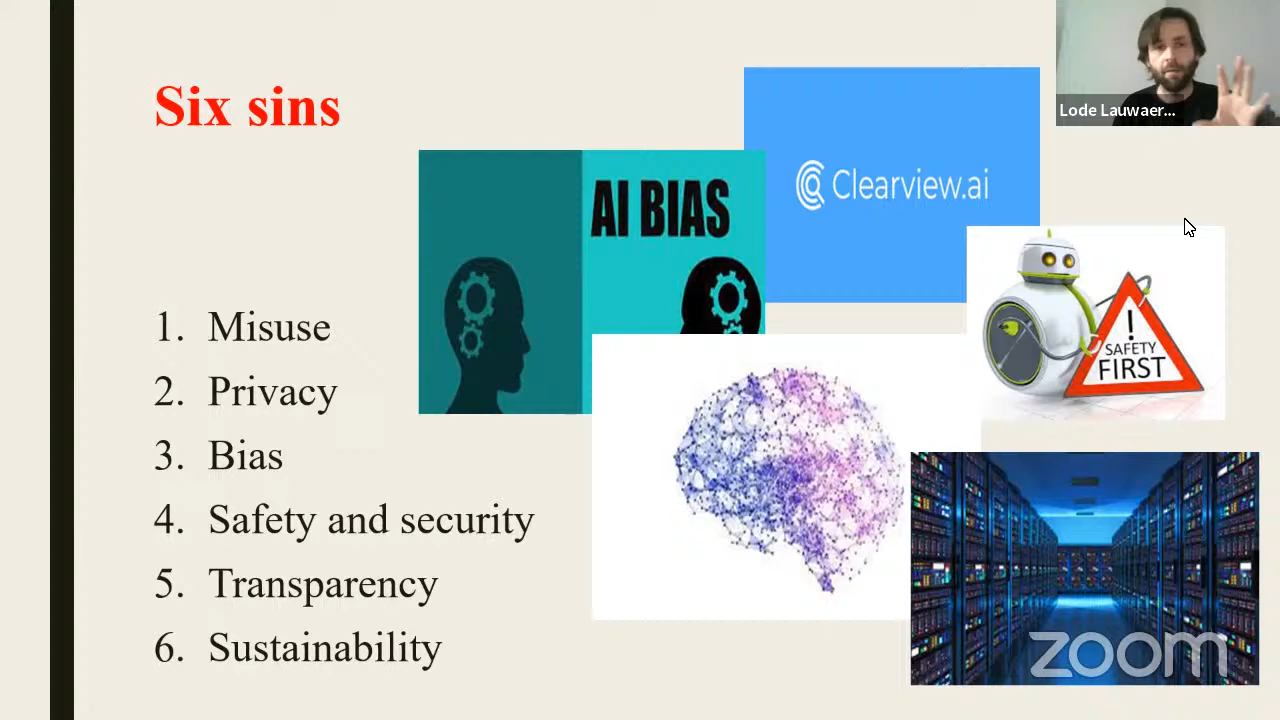 Six sins
1. Misuse
2. Privacy
3. Bias
4. Safety and security
5. Transparency
6. Sustainability
AI BIAS
Clearview.ai
!
SAFETY
FIRST
Lode Lauwaer...
zoom